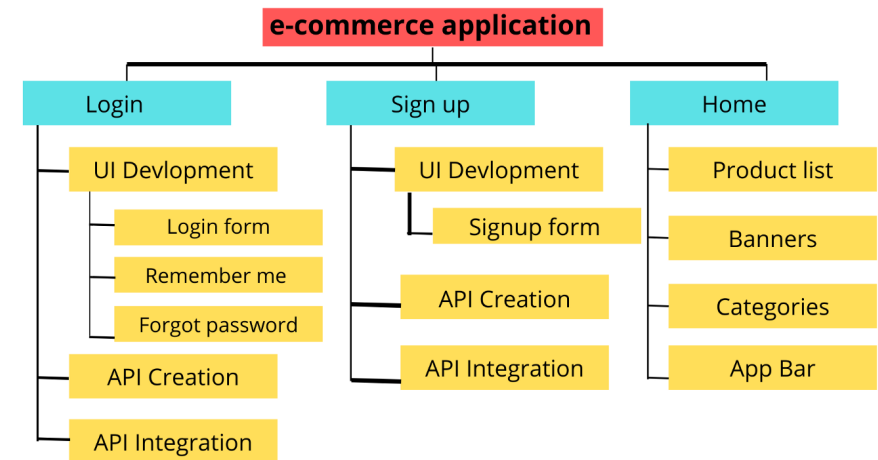 e-commerce application
Login
UI Devlopment
Login form
Remember me
Forgot password
API Creation
API Integration
Sign up
UI Devlopment
Signup form
API Creation
API Integration
Home
Product list
Banners
Categories
App Bar